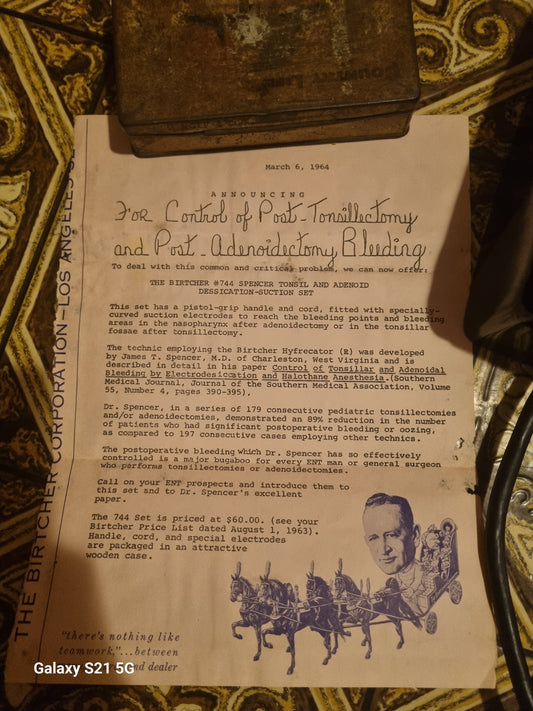 COUNTRY
March 6, 1964
ANNOUNCING
For Control of Post-Tonsillectomy
and Post-Adenoidectomy Bleeding
To deal with this common and critical problem, we can now offer:
THE BIRTCHER #744 SPENCER TONSIL AND ADENOID
DESSICATION-SUCTION SET
This set has a pistol-grip handle and cord, fitted with specially-
curved suction electrodes to reach the bleeding points and bleeding
areas in the nasopharynx after adenoidectomy or in the tonsillar
fossae after tonsillectomy.
The technic employing the Birtcher Hyfrecator (R) was developed
by James T. Spencer, M.D. of Charleston, West Virginia and is
described in detail in his paper Control of Tonsillar and Adenoidal
Bleeding by Electrodesiccation and Halothane Anesthesia.(Southern
Medical Journal, Journal of the Southern Medical Association, Volume
55, Number 4, pages 390-395),
Dr. Spencer, in a series of 179 consecutive pediatric tonsillectomies
and/or adenoidectomies, demonstrated an 89% reduction in the number
of patients who had significant postoperative bleeding or oozing,
as compared to 197 consecutive cases employing other technics.
The postoperative bleeding which Dr. Spencer has so effectively
controlled is a major bugaboo for every ENT man or general surgeon
who performs tonsillectomies or adenoidectomies.
Call on your ENT prospects and introduce them to
this set and to Dr. Spencer's excellent
paper.
The 744 Set is priced at $60.00. (see your
Birtcher Price List dated August 1, 1963).
Handle, cord, and special electrodes
are packaged in an attractive
wooden case.
"there's nothing like
teamwork,"...between
dealer
THE BIRTCHER CORPORATION-LOS ANGELES
Galaxy S21 5G